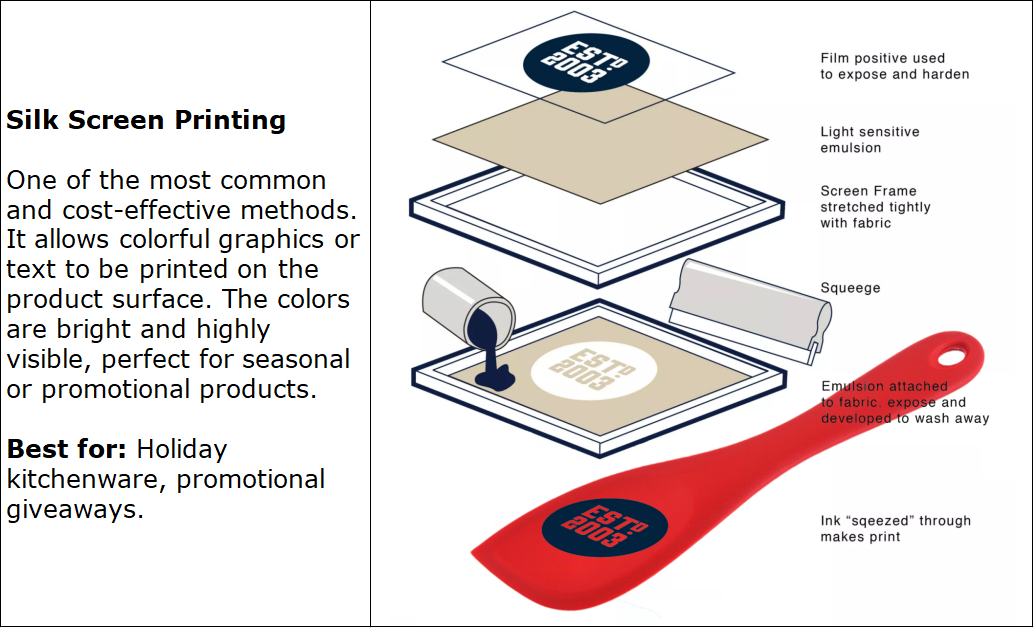 Silk Screen Printing
One of the most common
and cost-effective methods.
It allows colorful graphics or
text to be printed on the
product surface. The colors
are bright and highly
visible, perfect for seasonal
or promotional products.
Best for: Holiday
kitchenware, promotional
giveaways.
ESTD
2003
Film positive used
to expose and harden
Light sensitive
emulsion
Screen Frame
stretched tightly
with fabric
Squeege
ESTD
2003
Emulsion attached
to fabric. expose and
developed to wash away
ESTD
2003
Ink “sqeezed” through
makes print